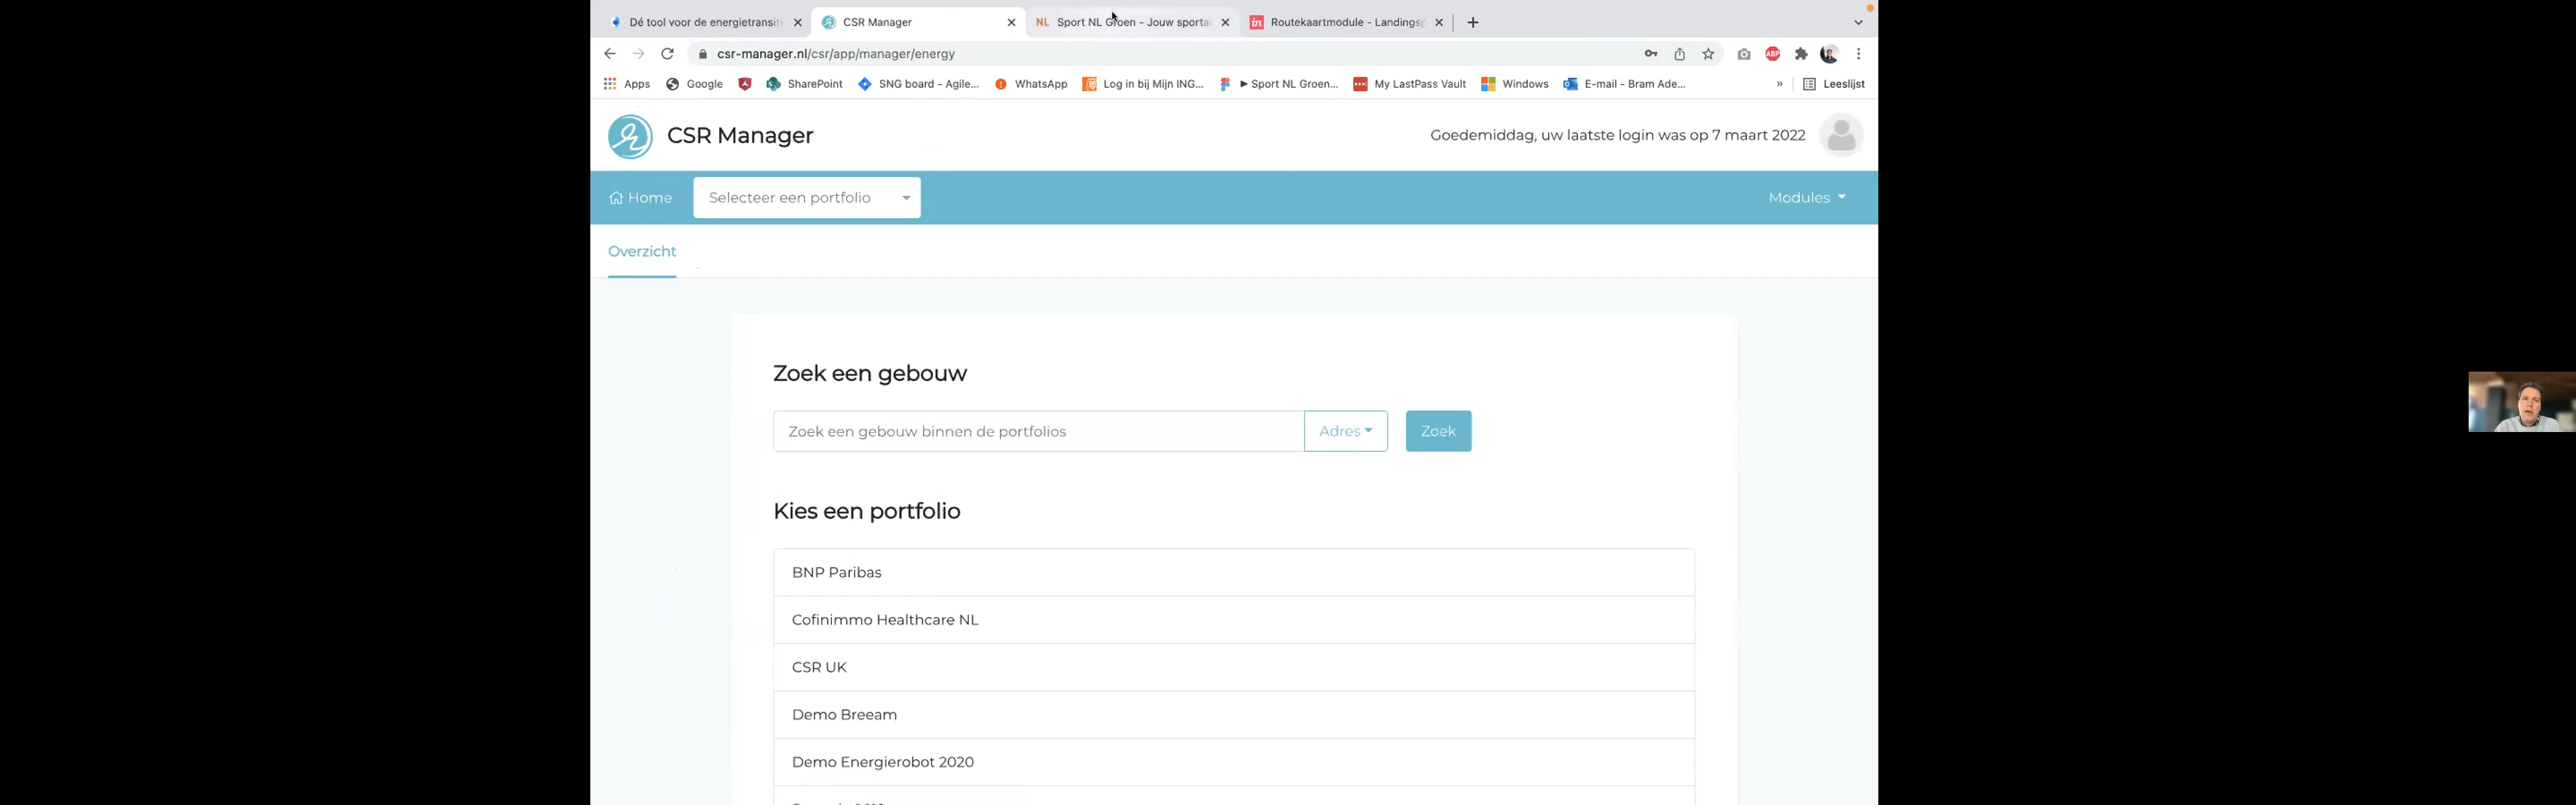 Dé tool voor de energietransiti
CSR Manager
NL Sport NL Groen - Jouw sporta
in Routekaartmodule - Landingsp
csr-manager.nl/csr/app/manager/energy
ABP
Apps Google SharePoint SNG board - Agile... WhatsApp Log in bij Mijn ING... ► Sport NL Groen... My LastPass Vault Windows E-mail - Bram Ade... » Leeslijst
CSR Manager
Goedemiddag, uw laatste login was op 7 maart 2022
Home
Selecteer een portfolio
Modules
Overzicht
Zoek een gebouw
Zoek een gebouw binnen de portfolios
Adres
Zoek
Kies een portfolio
BNP Paribas
Cofinimmo Healthcare NL
CSR UK
Demo Breeam
Demo Energierobot 2020